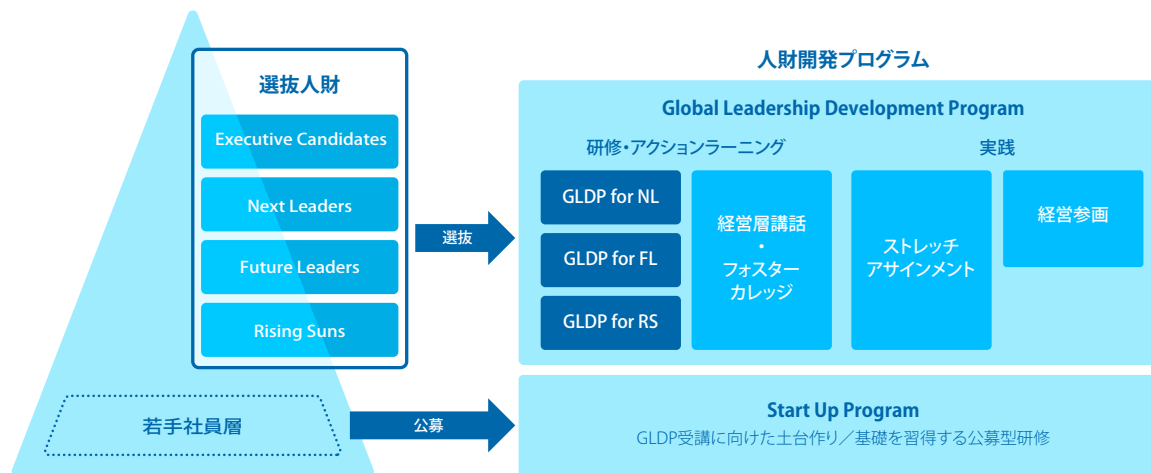 選抜人財
Executive Candidates
Next Leaders
Future Leaders
Rising Suns
若手社員層
選抜
公募
人財開発プログラム
Global Leadership Development Program
研修・アクションラーニング
実践
GLDP for NL
GLDP for FL
GLDP for RS
経営層講話
・
フォスター
カレッジ
ストレッチ
アサインメント
経営参画
Start Up Program
GLDP受講に向けた土台作り／基礎を習得する公募型研修